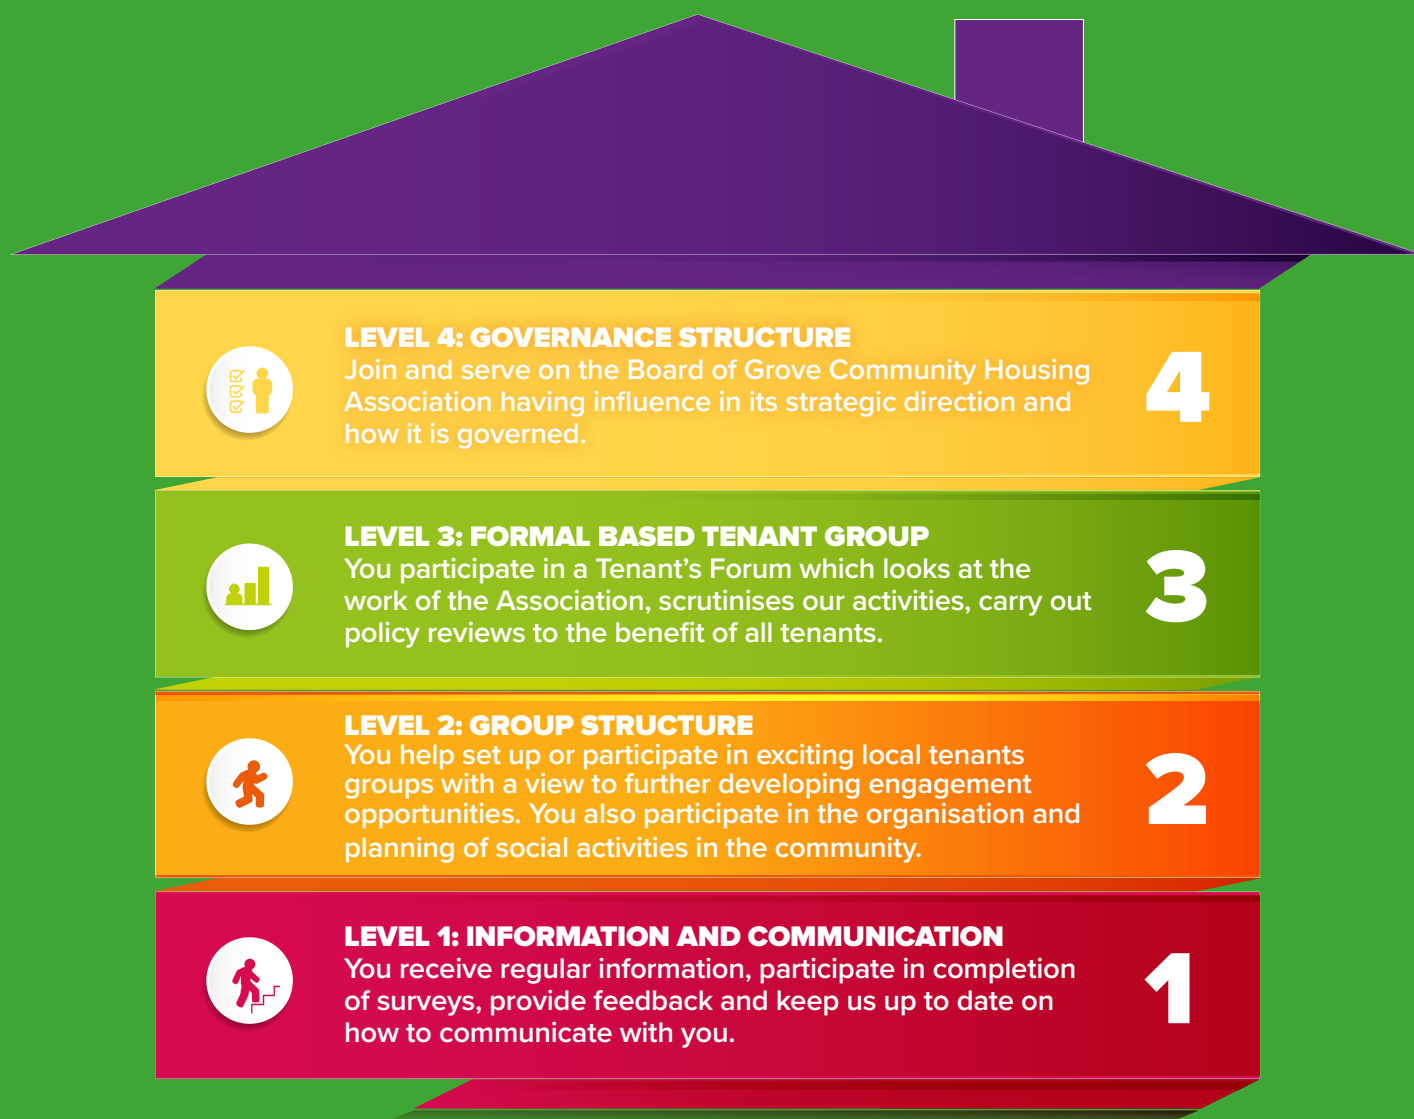 LEVEL 4: GOVERNANCE STRUCTURE
Join and serve on the Board of Grove Community Housing
Association having influence in its strategic direction and
how it is governed.
4
LEVEL 3: FORMAL BASED TENANT GROUP
You participate in a Tenant’s Forum which looks at the
work of the Association, scrutinises our activities, carry out
policy reviews to the benefit of all tenants.
3
LEVEL 2: GROUP STRUCTURE
You help set up or participate in exciting local tenants
groups with a view to further developing engagement
opportunities. You also participate in the organisation and
planning of social activities in the community.
2
LEVEL 1: INFORMATION AND COMMUNICATION
You receive regular information, participate in completion
of surveys, provide feedback and keep us up to date on
how to communicate with you.
1